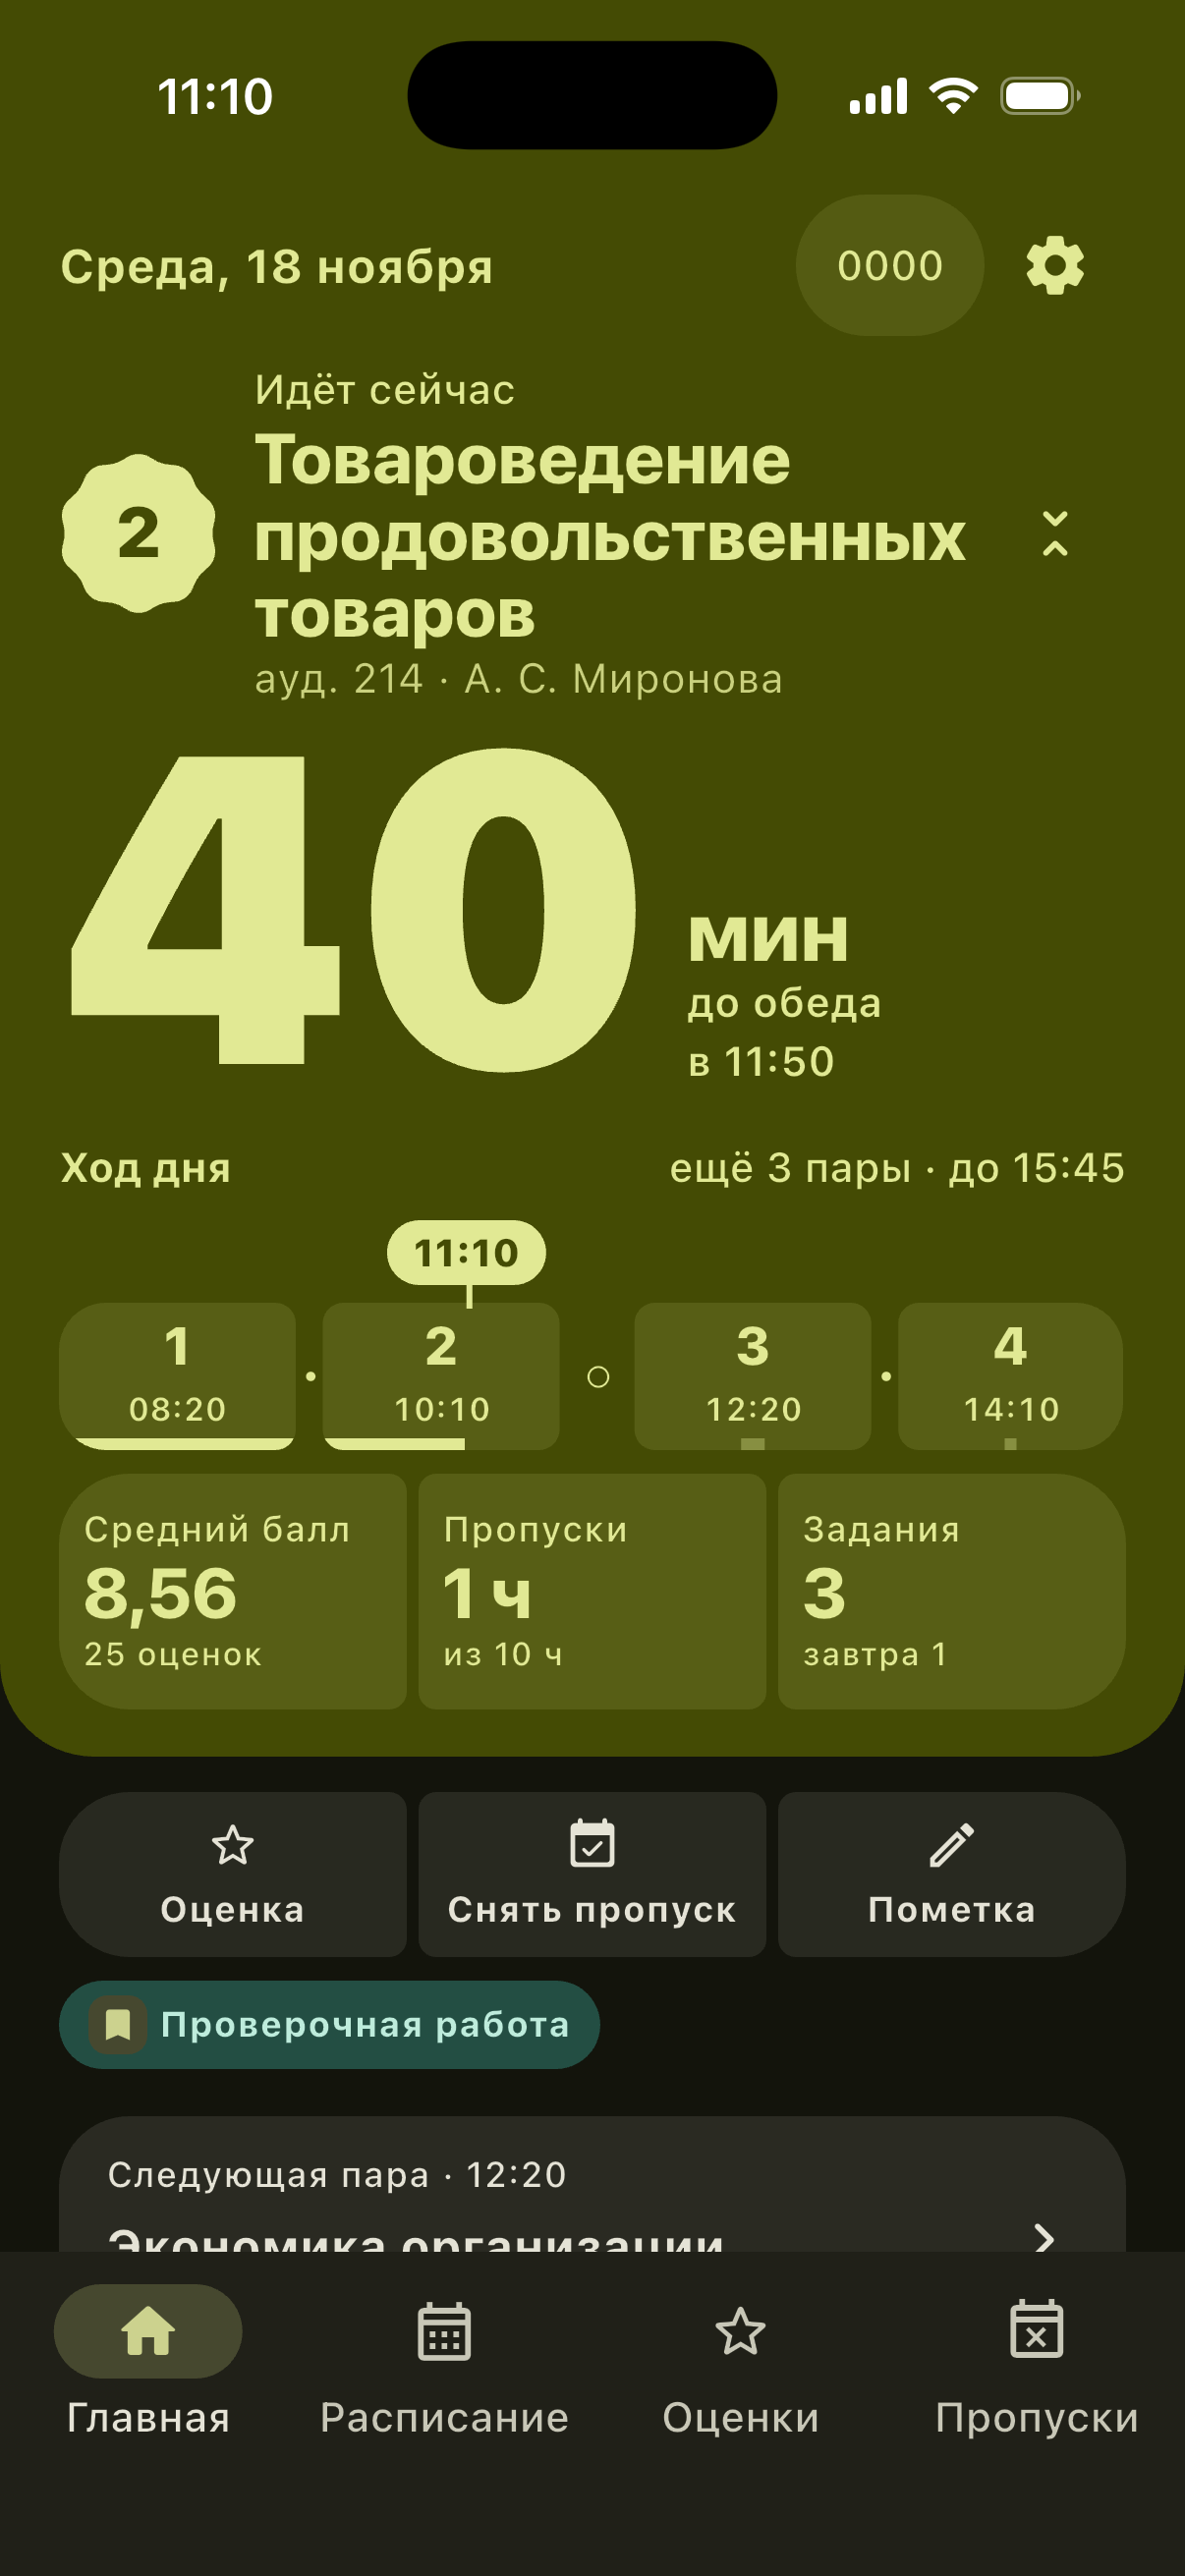 11:10
Среда, 18 ноября
0000
Идёт сейчас
2
Товароведение
продовольственных
товаров
ауд. 214 · А. С. Миронова
40
мин
до обеда
в 11:50
Ход дня
ещё 3 пары · до 15:45
11:10
1
08:20
2
10:10
3
12:20
4
14:10
Средний балл
8,56
25 оценок
Пропуски
1 ч
из 10 ч
Задания
3
завтра 1
Оценка
Снять пропуск
Пометка
Проверочная работа
Следующая пара · 12:20
Экономика организации
Главная
Расписание
Оценки
Пропуски